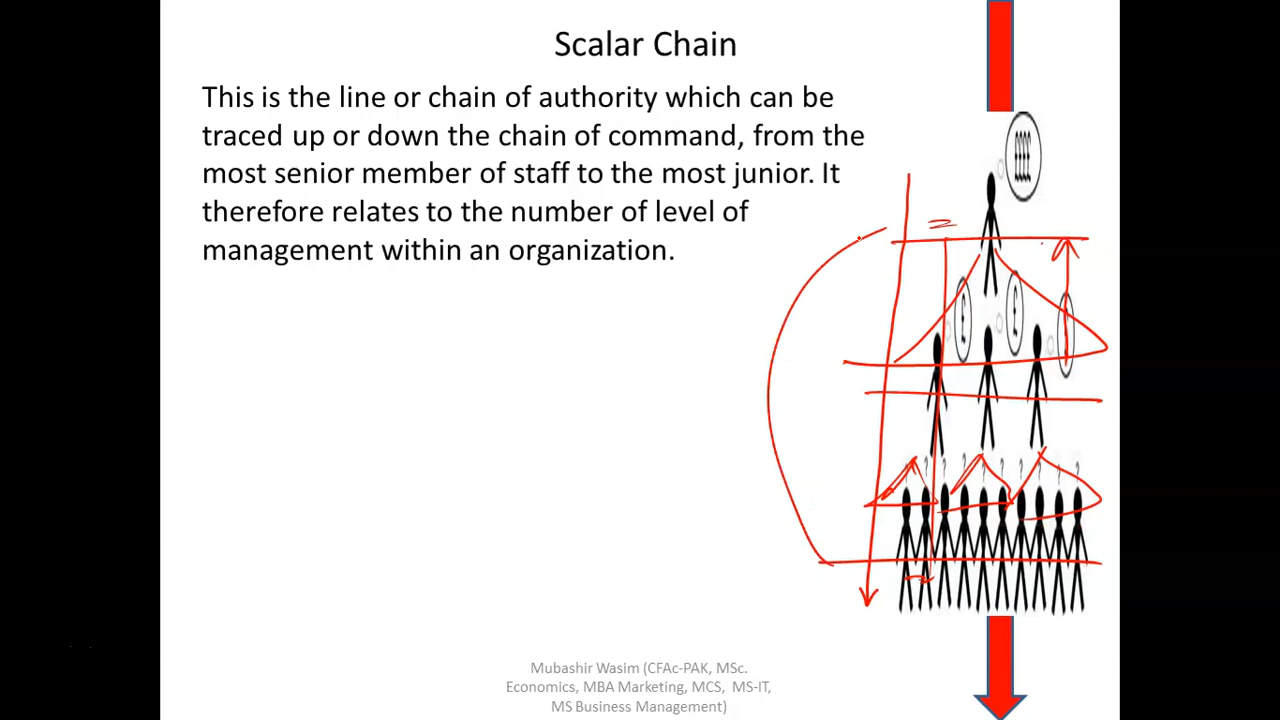 Scalar Chain
This is the line or chain of authority which can be
traced up or down the chain of command, from the
most senior member of staff to the most junior. It
therefore relates to the number of level of
management within an organization.
££££
£
£
? ? ? ? ? ? ? ? ? ?
Mubashir Wasim (CFAc-PAK, MSc.
Economics, MBA Marketing, MCS, MS-IT,
MS Business Management)